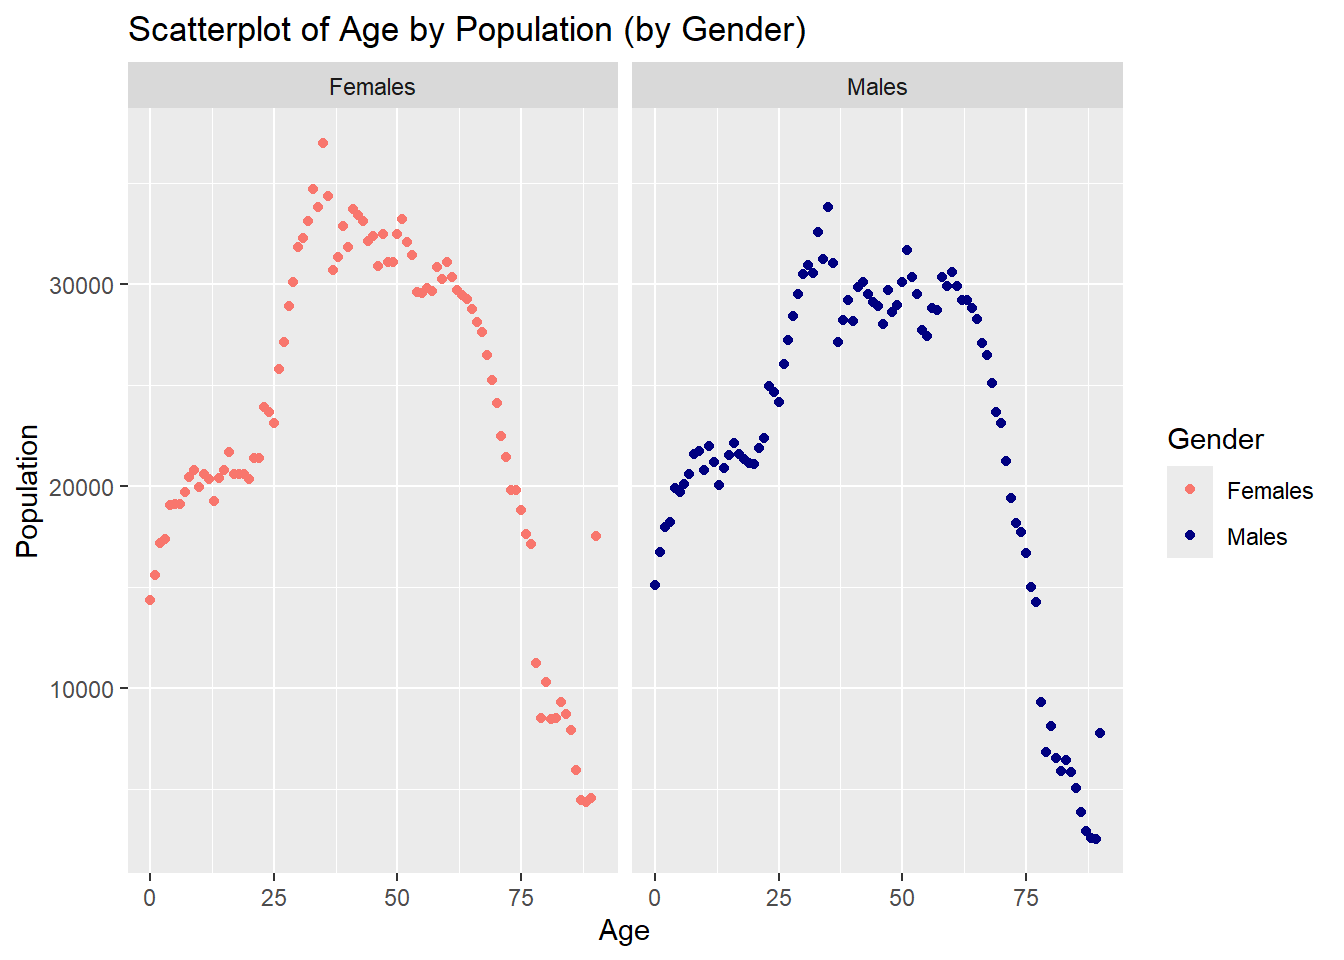 Scatterplot of Age by Population (by Gender)
Females
Males
Population
30000
20000
10000
0
25
50
75
0
25
50
75
Age
Gender
Females
Males